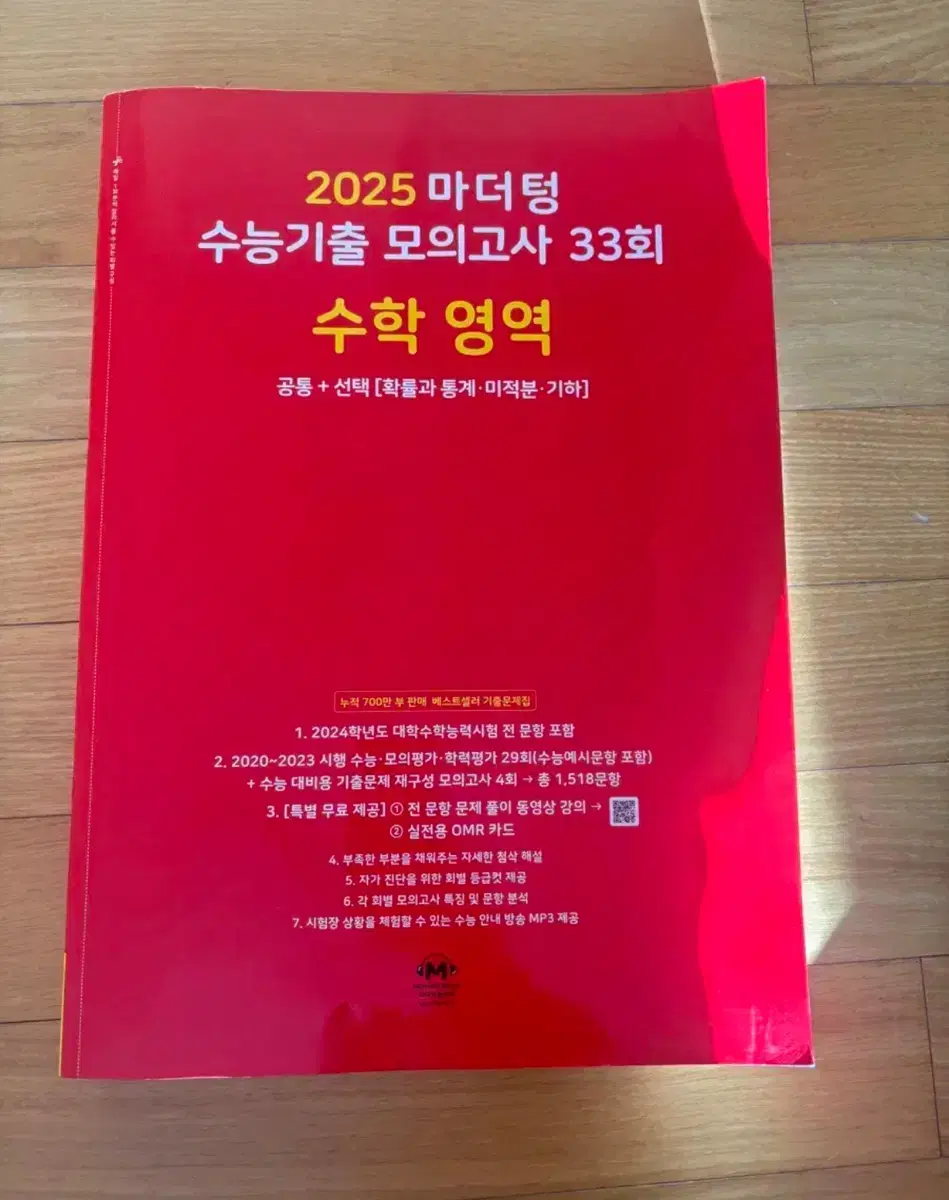 2025 마더텅
수능기출 모의고사 33회
수학 영역
공통 + 선택 [확률과 통계·미적분·기하]
누적 700만 부 판매 베스트셀러 기출문제집
1. 2024학년도 대학수학능력시험 전 문항 포함
2. 2020~2023 시행 수능·모의평가·학력평가 29회(수능예시문항 포함)
+ 수능 대비용 기출문제 재구성 모의고사 4회 → 총 1,518문항
3. [특별 무료 제공] ① 전 문항 문제 풀이 동영상 강의 →
② 실전용 OMR 카드
4. 부족한 부분을 채워주는 자세한 첨삭 해설
5. 자가 진단을 위한 회별 등급컷 제공
6. 각 회별 모의고사 특징 및 문항 분석
7. 시험장 상황을 체험할 수 있는 수능 안내 방송 MP3 제공
M